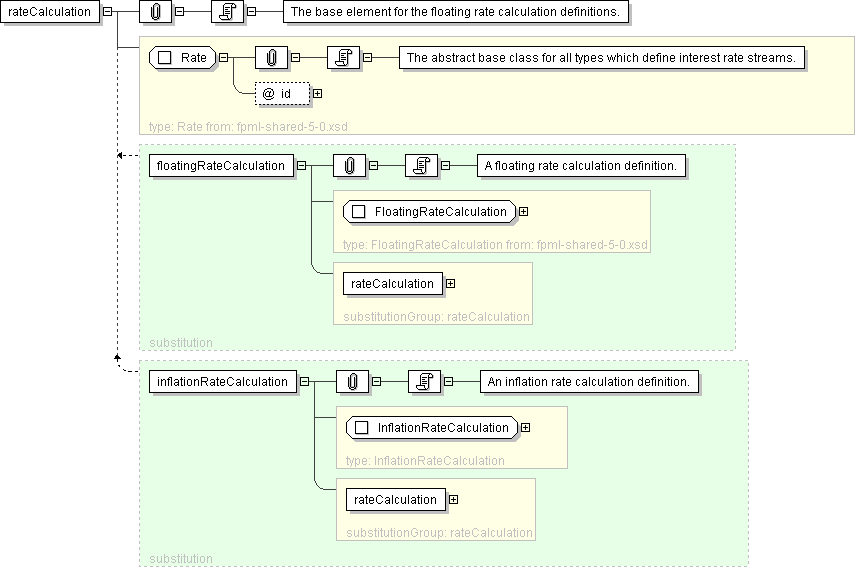 rateCalculation
The base element for the floating rate calculation definitions.
Rate
The abstract base class for all types which define interest rate streams.
@ id
type: Rate from: fpml-shared-5-0.xsd
floatingRateCalculation
A floating rate calculation definition.
FloatingRateCalculation
type: FloatingRateCalculation from: fpml-shared-5-0.xsd
rateCalculation
substitutionGroup: rateCalculation
substitution
inflationRateCalculation
An inflation rate calculation definition.
InflationRateCalculation
type: InflationRateCalculation
rateCalculation
substitutionGroup: rateCalculation
substitution